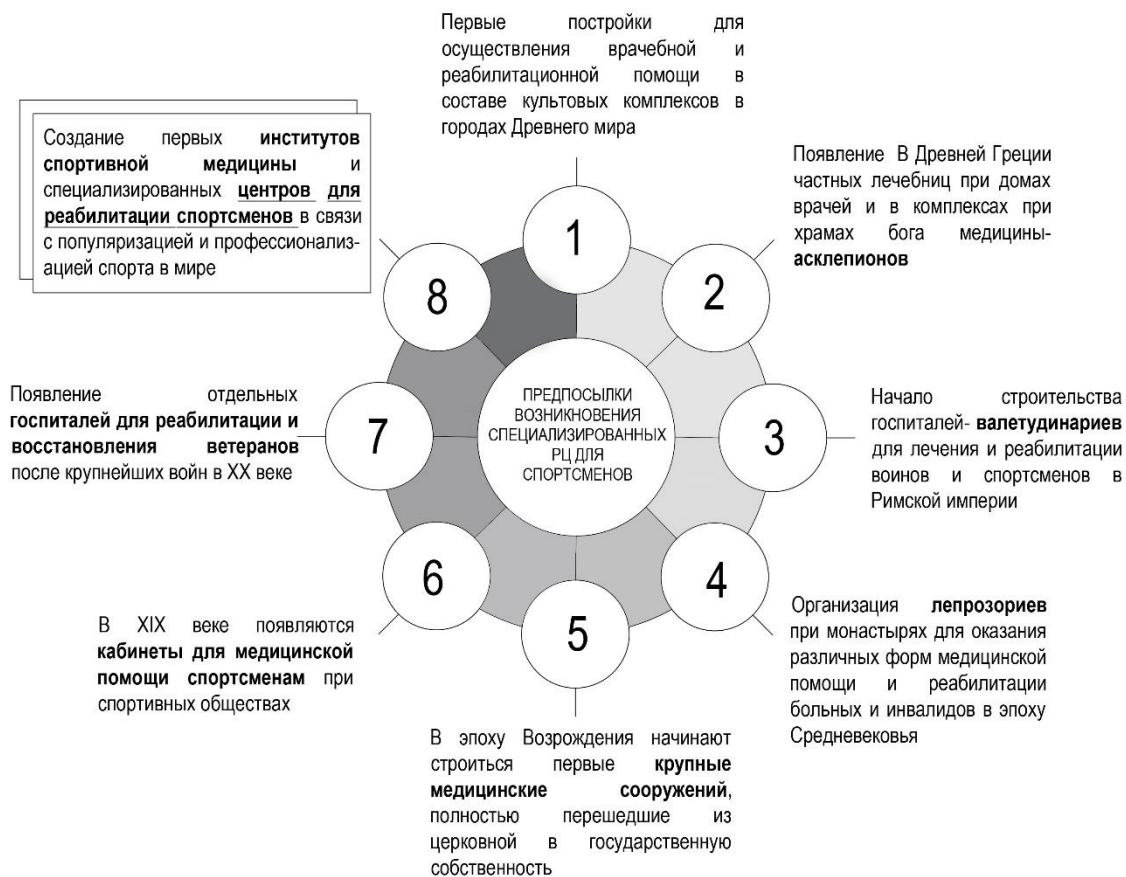 Первые постройки для
осуществления врачебной и
реабилитационной помощи в
составе культовых комплексов в
городах Древнего мира
1
Появление В Древней Греции
частных лечебниц при домах
врачей и в комплексах при
храмах бога медицины-
асклепионов
2
Начало строительства
госпиталей- валетудинариев
для лечения и реабилитации
воинов и спортсменов в
Римской империи
3
Организация лепрозориев
при монастырях для оказания
различных форм медицинской
помощи и реабилитации
больных и инвалидов в эпоху
Средневековья
4
В эпоху Возрождения начинают
строиться первые крупные
медицинские сооружений,
полностью перешедшие из
церковной в государственную
собственность
5
В XIX веке появляются
кабинеты для медицинской
помощи спортсменам при
спортивных обществах
6
Появление отдельных
госпиталей для реабилитации и
восстановления ветеранов
после крупнейших войн в XX веке
7
Создание первых институтов
спортивной медицины и
специализированных центров для
реабилитации спортсменов в связи
с популяризацией и профессионализ-
ацией спорта в мире
8
ПРЕДПОСЫЛКИ
ВОЗНИКНОВЕНИЯ
СПЕЦИАЛИЗИРОВАННЫХ
РЦ ДЛЯ
СПОРТСМЕНОВ